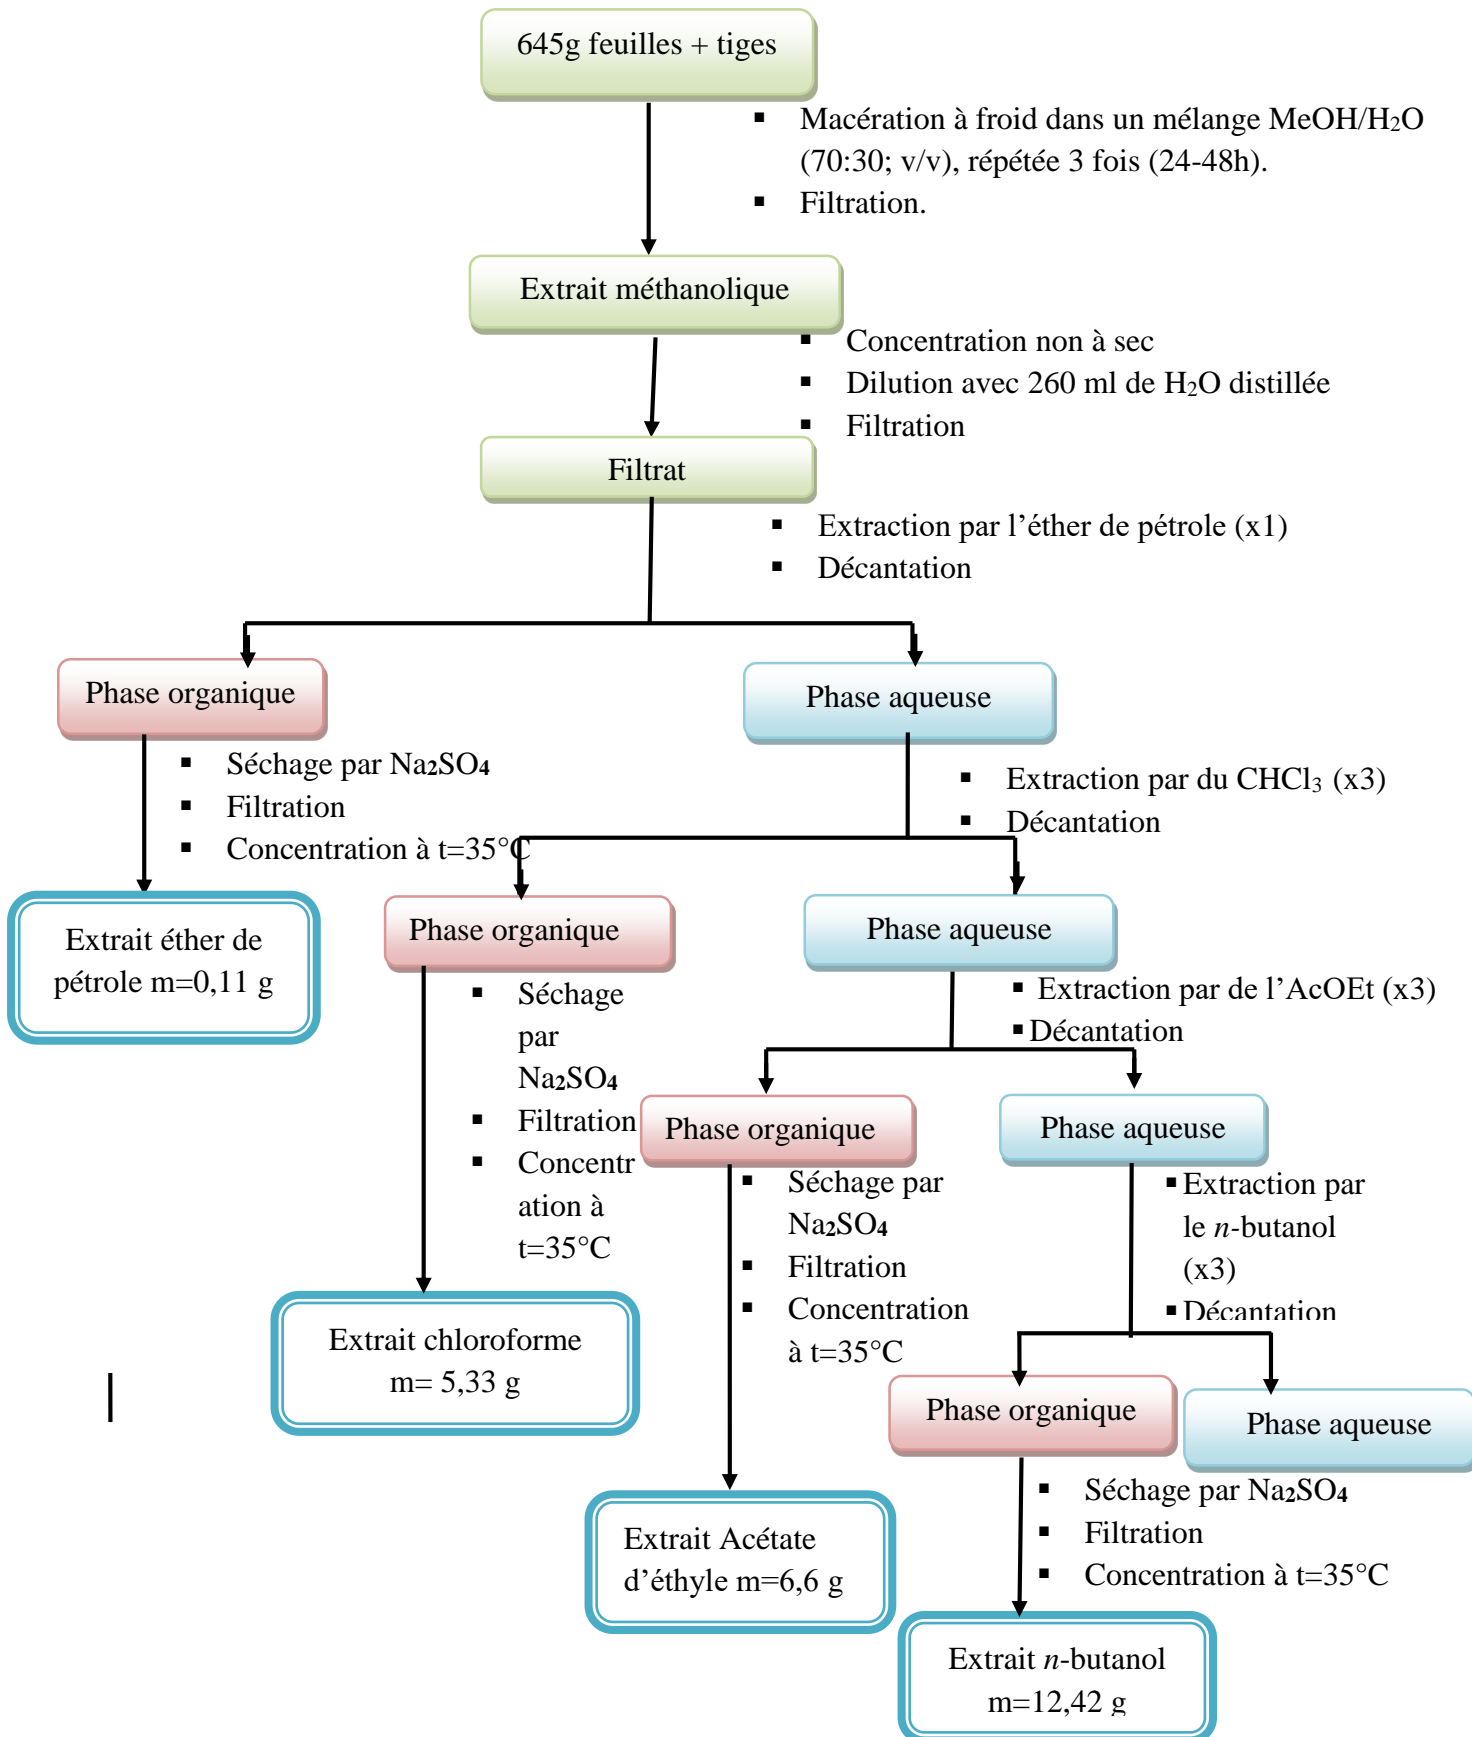 645g feuilles + tiges
▪ Macération à froid dans un mélange MeOH/H₂O
(70:30; v/v), répétée 3 fois (24-48h).
▪ Filtration.
Extrait méthanolique
▪ Concentration non à sec
▪ Dilution avec 260 ml de H₂O distillée
▪ Filtration
Filtrat
▪ Extraction par l’éther de pétrole (x1)
▪ Décantation
Phase organique
Phase aqueuse
▪ Séchage par Na₂SO₄
▪ Filtration
▪ Concentration à t=35°C
▪ Extraction par du CHCl₃ (x3)
▪ Décantation
Extrait éther de
pétrole m=0,11 g
Phase organique
Phase aqueuse
▪ Séchage
par
Na₂SO₄
▪ Filtration
▪ Concentr
ation à
t=35°C
▪ Extraction par de l’AcOEt (x3)
▪ Décantation
Phase organique
Phase aqueuse
▪ Séchage par
Na₂SO₄
▪ Filtration
▪ Concentration
à t=35°C
▪ Extraction par
le n-butanol
(x3)
▪ Décantation
Extrait chloroforme
m= 5,33 g
Phase organique
Phase aqueuse
▪ Séchage par Na₂SO₄
▪ Filtration
▪ Concentration à t=35°C
Extrait Acétate
d’éthyle m=6,6 g
Extrait n-butanol
m=12,42 g